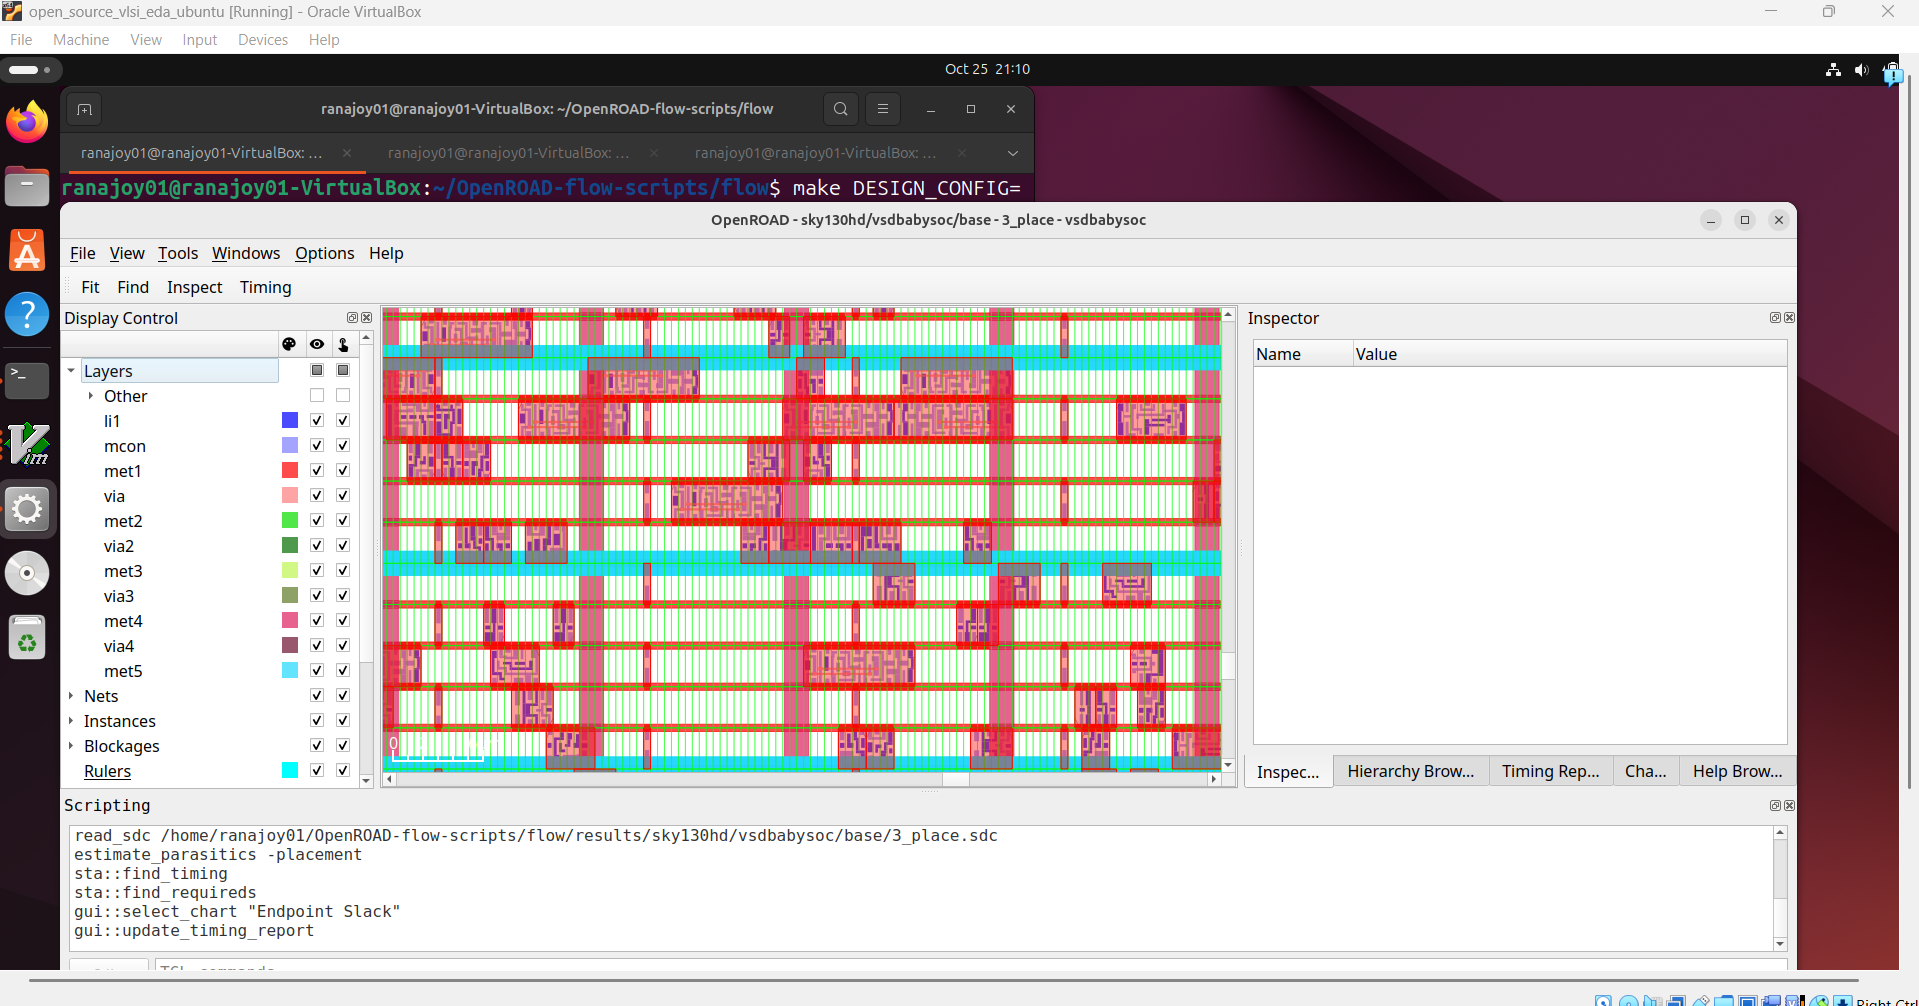 open_source_vlsi_eda_ubuntu [Running] - Oracle VirtualBox
File Machine View Input Devices Help
Oct 25 21:10
ranajoy01@ranajoy01-VirtualBox: ~/OpenROAD-flow-scripts/flow
ranajoy01@ranajoy01-VirtualBox: ... ranajoy01@ranajoy01-VirtualBox: ... ranajoy01@ranajoy01-VirtualBox: ...
ranajoy01@ranajoy01-VirtualBox:~/OpenROAD-flow-scripts/flow$ make DESIGN_CONFIG=
OpenROAD - sky130hd/vsdbabysoc/base - 3_place - vsdbabysoc
File View Tools Windows Options Help
Fit Find Inspect Timing
Display Control
Layers
Other
li1
mcon
met1
via
met2
via2
met3
via3
met4
via4
met5
Nets
Instances
Blockages
Rulers
0
Inspector
Name Value
Inspec... Hierarchy Brow... Timing Rep... Cha... Help Brow...
Scripting
read_sdc /home/ranajoy01/OpenROAD-flow-scripts/flow/results/sky130hd/vsdbabysoc/base/3_place.sdc
estimate_parasitics -placement
sta::find_timing
sta::find_requireds
gui::select_chart "Endpoint Slack"
gui::update_timing_report
Right Ctrl